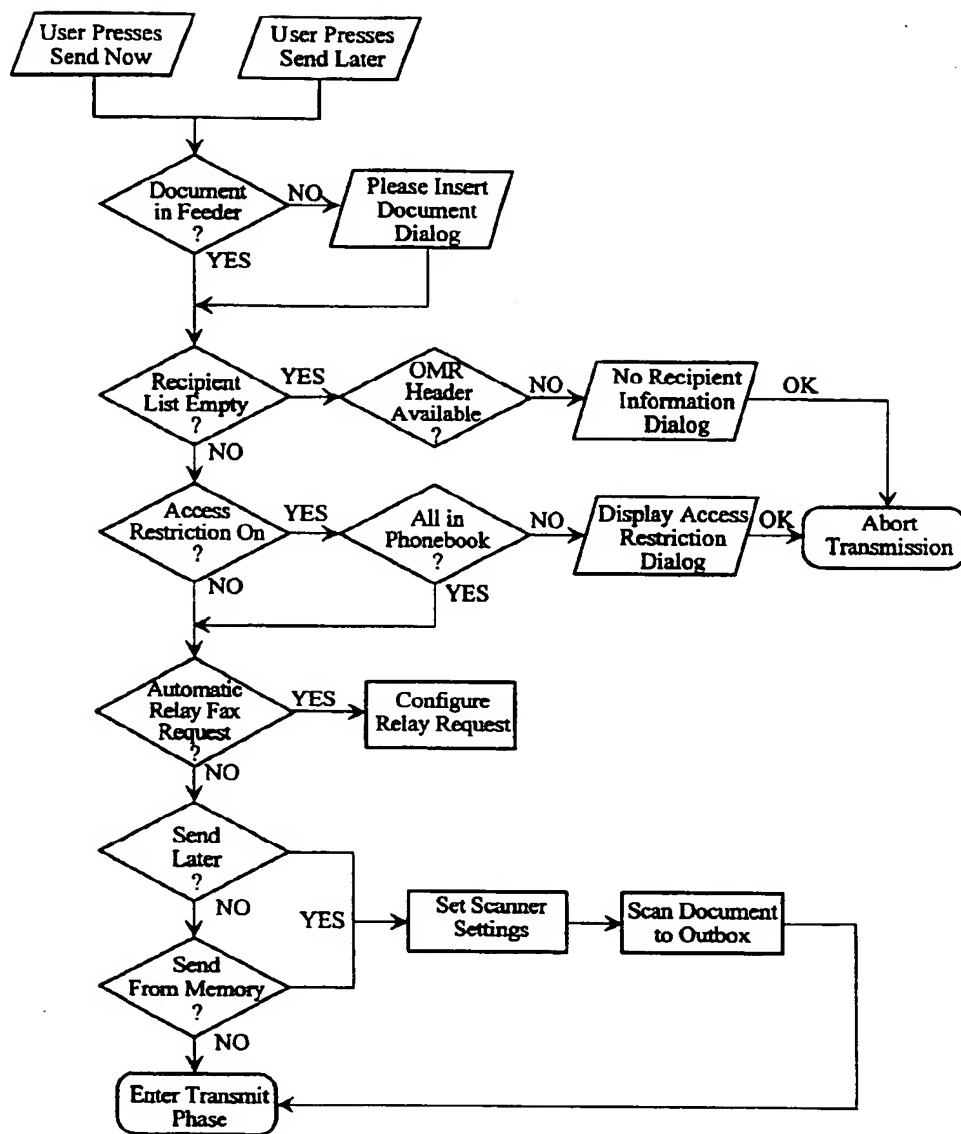 User Presses
Send Now
User Presses
Send Later
Document
in Feeder
?
NO
Please Insert
Document
Dialog
YES
Recipient
List Empty
?
YES
OMR
Header
Available
?
NO
No Recipient
Information
Dialog
OK
NO
Access
Restriction On
?
YES
All in
Phonebook
?
NO
Display Access
Restriction
Dialog
OK
Abort
Transmission
NO
YES
Automatic
Relay Fax
Request
?
YES
Configure
Relay Request
NO
Send
Later
?
NO
YES
Set Scanner
Settings
Scan Document
to Outbox
Send
From Memory
?
NO
Enter Transmit
Phase